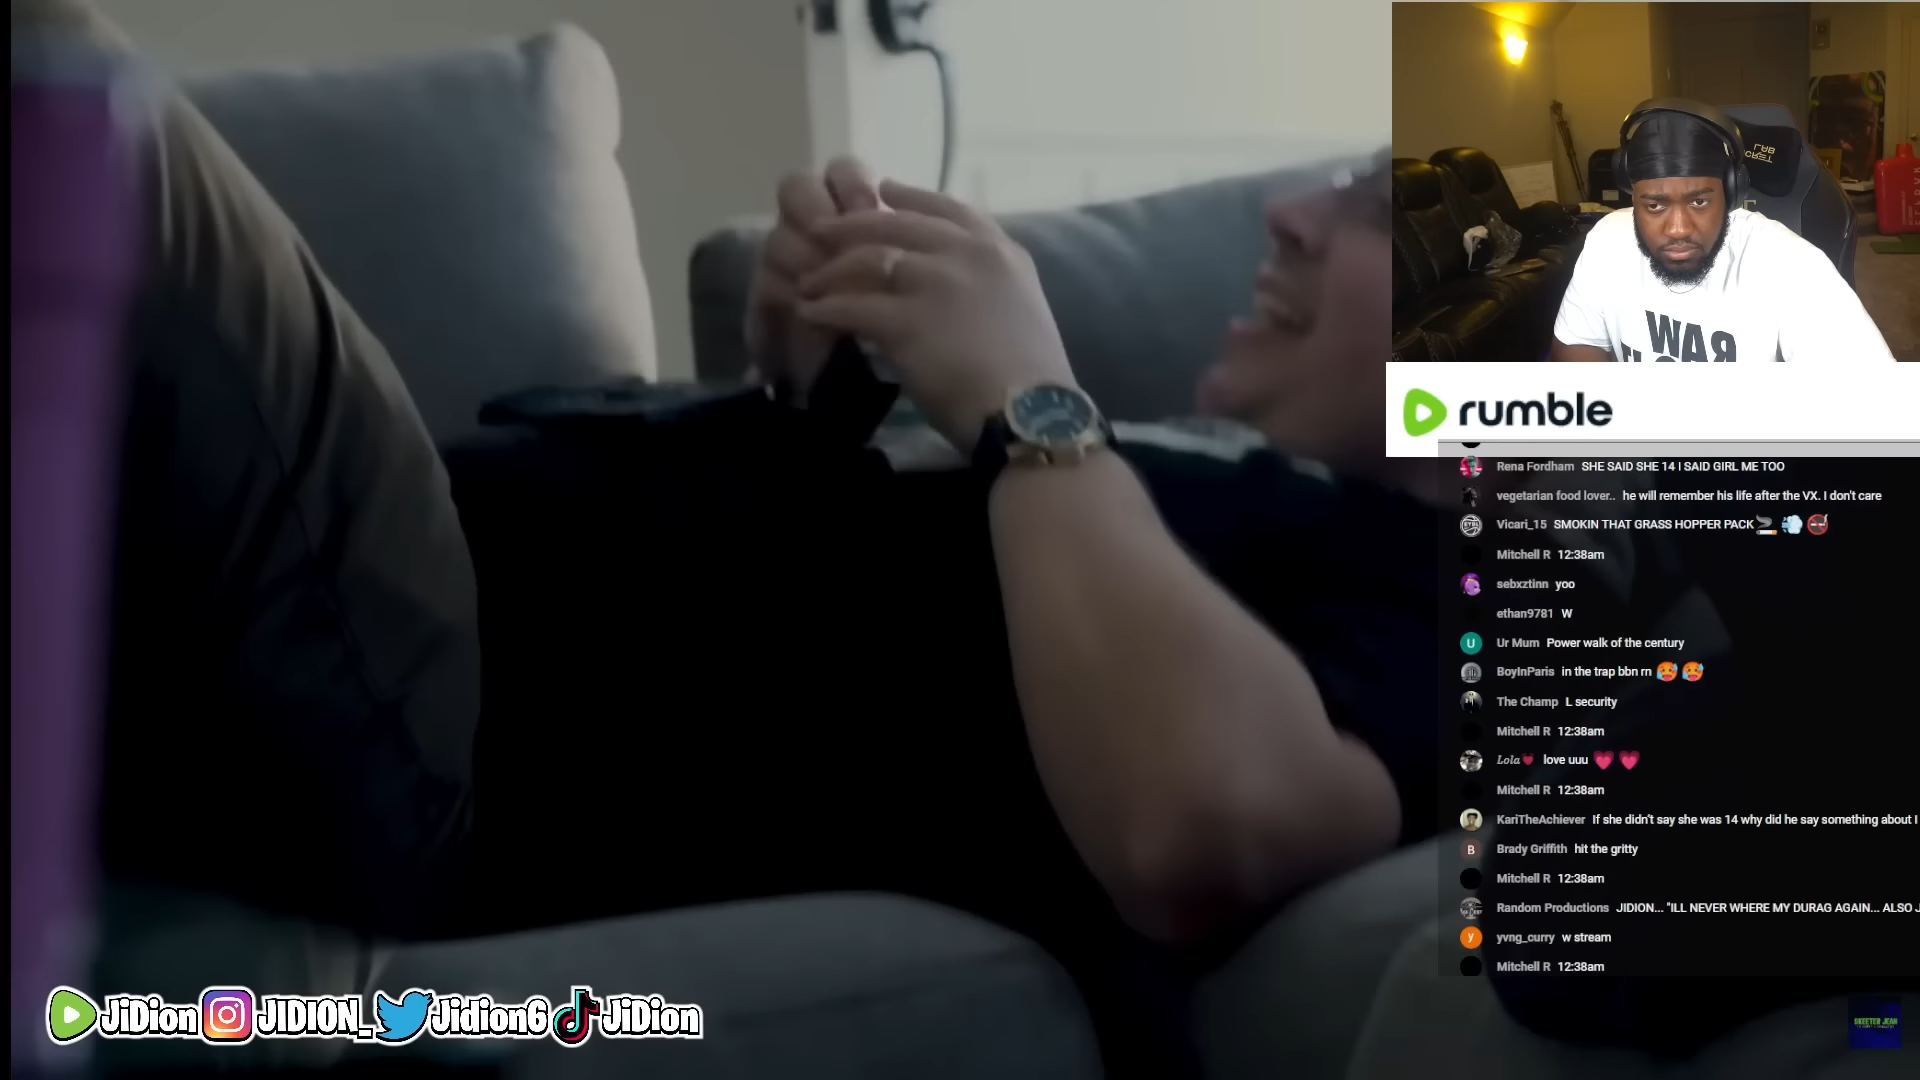 LAB
WAR
rumble
Rena Fordham SHE SAID SHE 14 I SAID GIRL ME TOO
vegetarian food lover.. he will remember his life after the VX. I don't care
Vicari_15 SMOKIN THAT GRASS HOPPER PACK
Mitchell R 12:38am
sebxztinn yoo
ethan9781 W
U Ur Mum Power walk of the century
BoyInParis in the trap bbn rn
The Champ L security
Mitchell R 12:38am
Lola love uuu
Mitchell R 12:38am
KariTheAchiever If she didn't say she was 14 why did he say something about I
B Brady Griffith hit the gritty
Mitchell R 12:38am
Random Productions JIDION... "ILL NEVER WHERE MY DURAG AGAIN... ALSO J
y yvng_curry w stream
Mitchell R 12:38am
JiDion JIDION_ Jidion6 JiDion
SKEETER JEAN